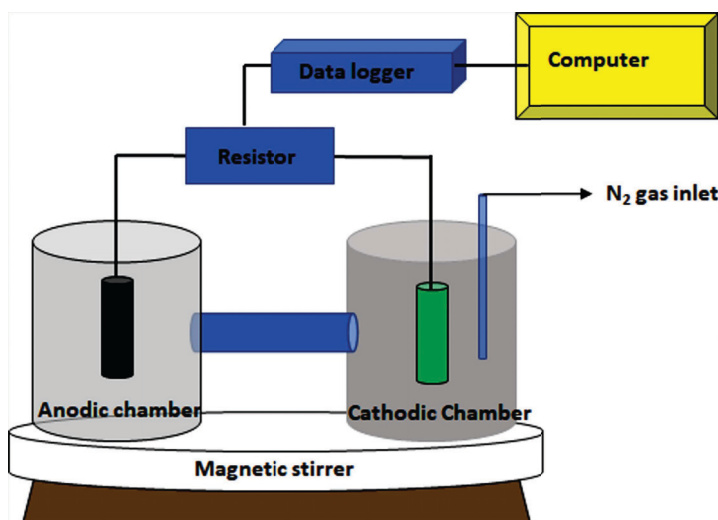 Computer
Data logger
Resistor
N₂ gas inlet
Anodic chamber
Cathodic Chamber
Magnetic stirrer